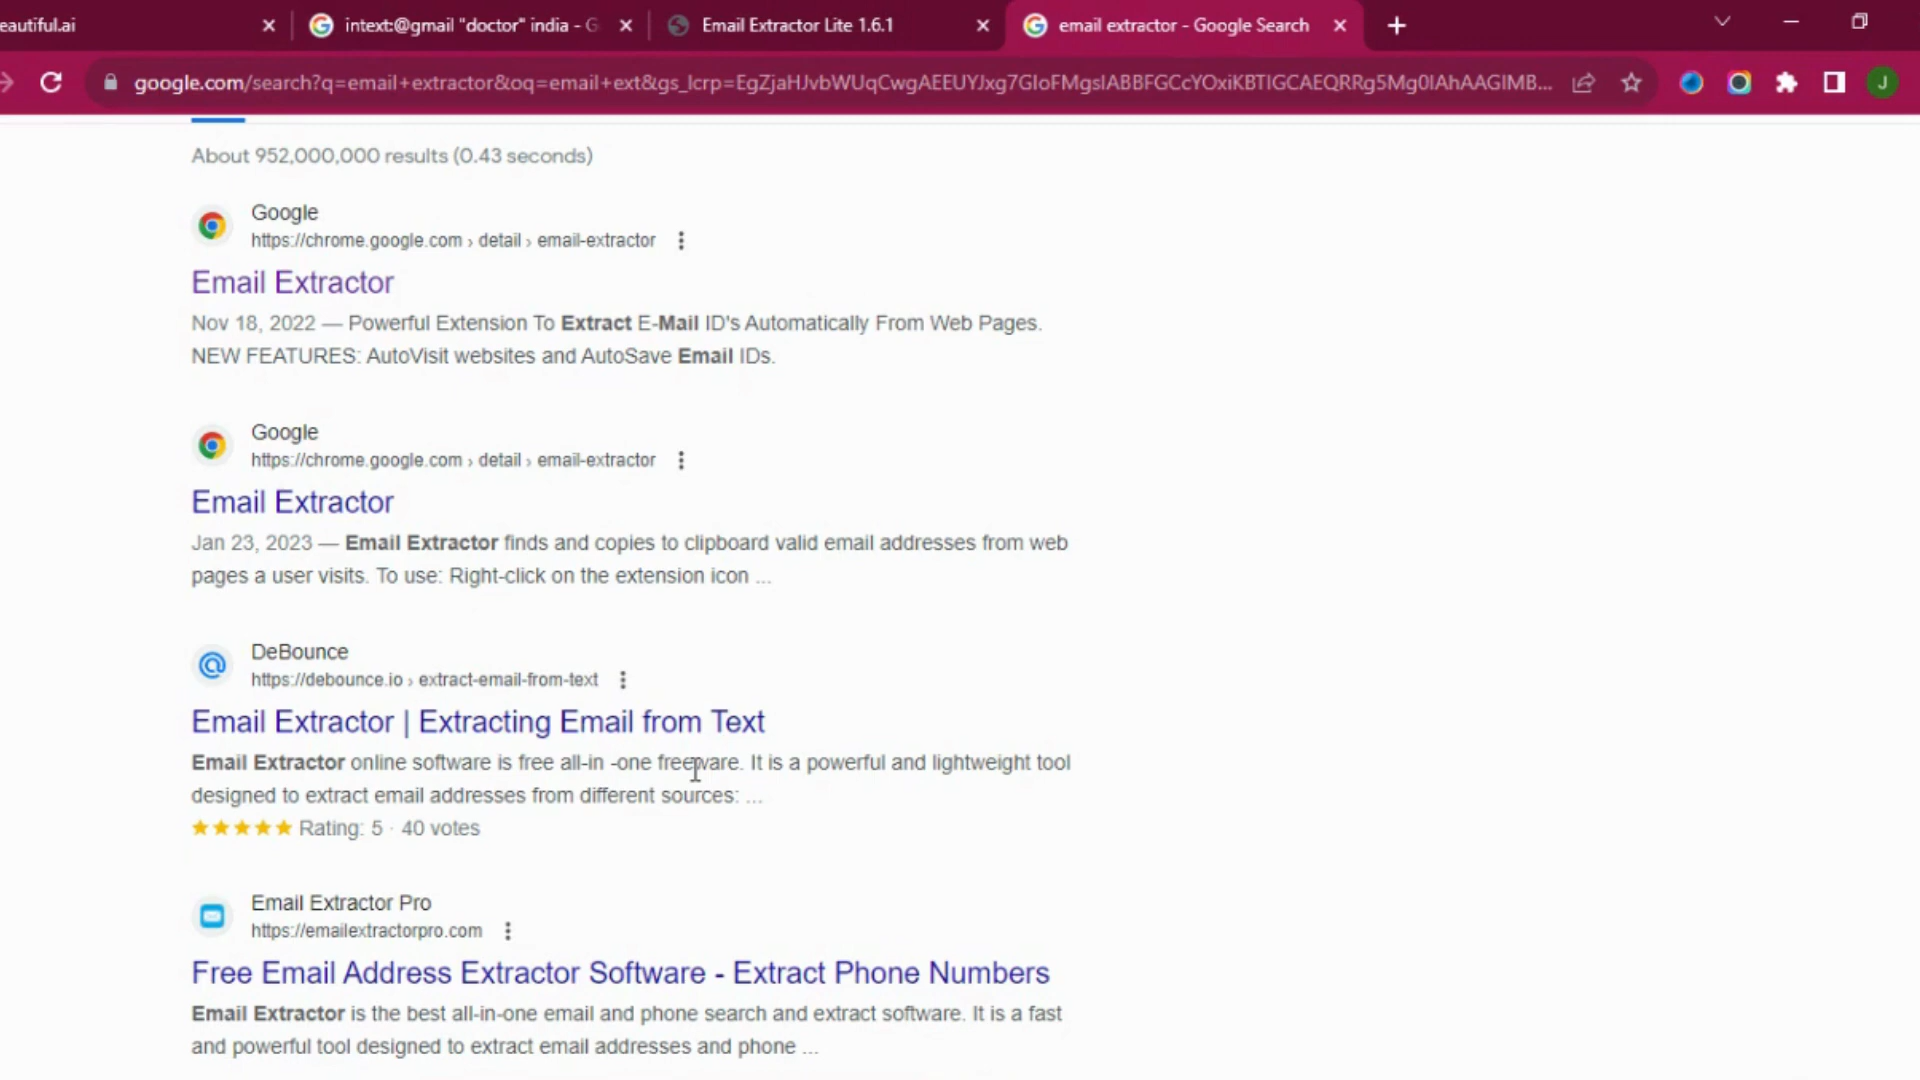 eautiful.ai
intext:@gmail "doctor" india - G
Email Extractor Lite 1.6.1
email extractor - Google Search
google.com/search?q=email+extractor&oq=email+ext&gs_lcrp=EgZjaHJvbWUqCwgAEEUYJxg7GIoFMgsIABBFGCcYOxiKBTIGCAEQRRg5Mg0IAhAAGIMB...
J
About 952,000,000 results (0.43 seconds)
Google
https://chrome.google.com › detail › email-extractor
Email Extractor
Nov 18, 2022 — Powerful Extension To Extract E-Mail ID's Automatically From Web Pages.
NEW FEATURES: AutoVisit websites and AutoSave Email IDs.
Google
https://chrome.google.com › detail › email-extractor
Email Extractor
Jan 23, 2023 — Email Extractor finds and copies to clipboard valid email addresses from web
pages a user visits. To use: Right-click on the extension icon ...
DeBounce
https://debounce.io › extract-email-from-text
Email Extractor | Extracting Email from Text
Email Extractor online software is free all-in -one freeware. It is a powerful and lightweight tool
designed to extract email addresses from different sources: ...
Rating: 5 · 40 votes
Email Extractor Pro
https://emailextractorpro.com
Free Email Address Extractor Software - Extract Phone Numbers
Email Extractor is the best all-in-one email and phone search and extract software. It is a fast
and powerful tool designed to extract email addresses and phone ...